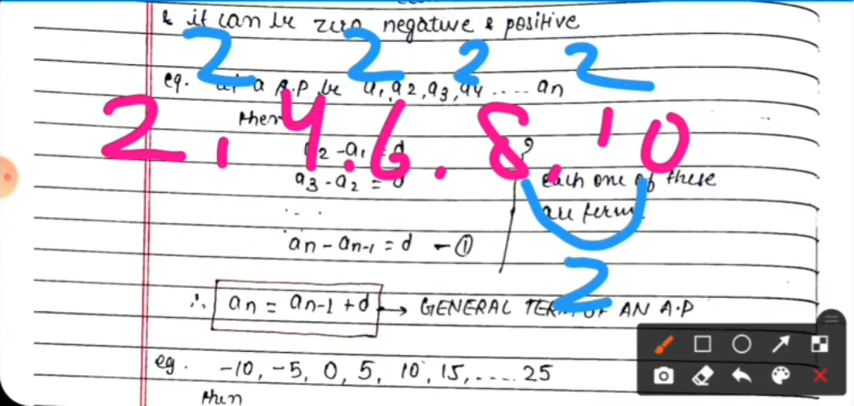 & it can be zero, negative & positive
2 2 2 2
eg. Let a A.P be a1, a2, a3, a4 ..... an
then
2, 4, 6, 8, 10
a2 - a1 = d
a3 - a2 = d
each one of these
are terms
an - an-1 = d - ①
2
∴ an = an-1 + d → GENERAL TERM OF AN A.P
eg. -10, -5, 0, 5, 10, 15, .... 25
then